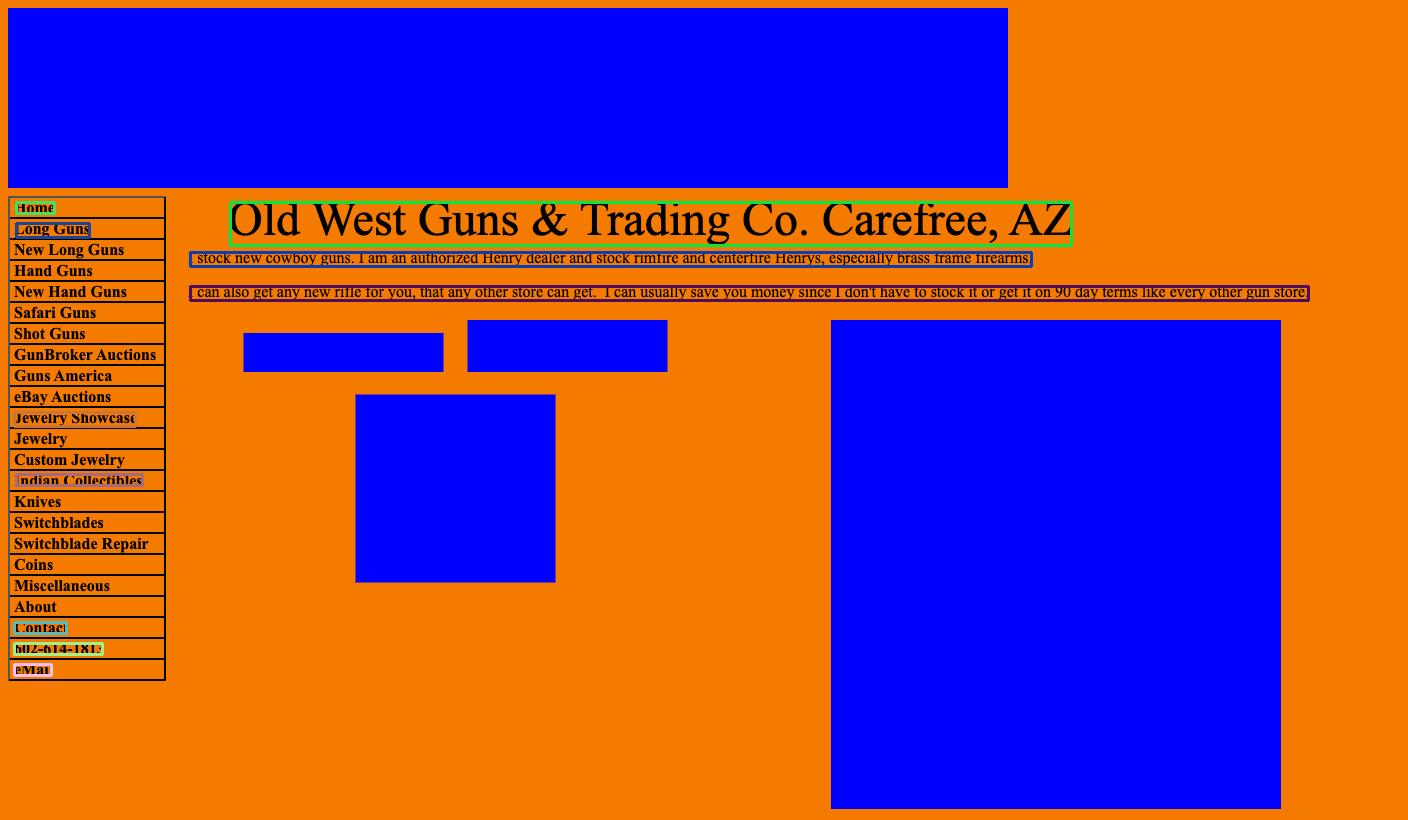 Old West Guns & Trading Co. Carefree, AZ
I stock new cowboy guns. I am an authorized Henry dealer and stock rimfire and centerfire Henrys, especially brass frame firearms
I can also get any new rifle for you, that any other store can get. I can usually save you money since I don't have to stock it or get it on 90 day terms like every other gun store.
Home
Long Guns
New Long Guns
Hand Guns
New Hand Guns
Safari Guns
Shot Guns
GunBroker Auctions
Guns America
eBay Auctions
Jewelry Showcase
Jewelry
Custom Jewelry
Indian Collectibles
Knives
Switchblades
Switchblade Repair
Coins
Miscellaneous
About
Contact
eMail